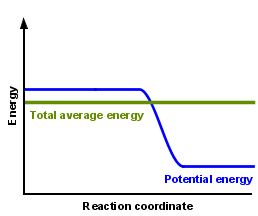 Energy
Total average energy
Potential energy
Reaction coordinate